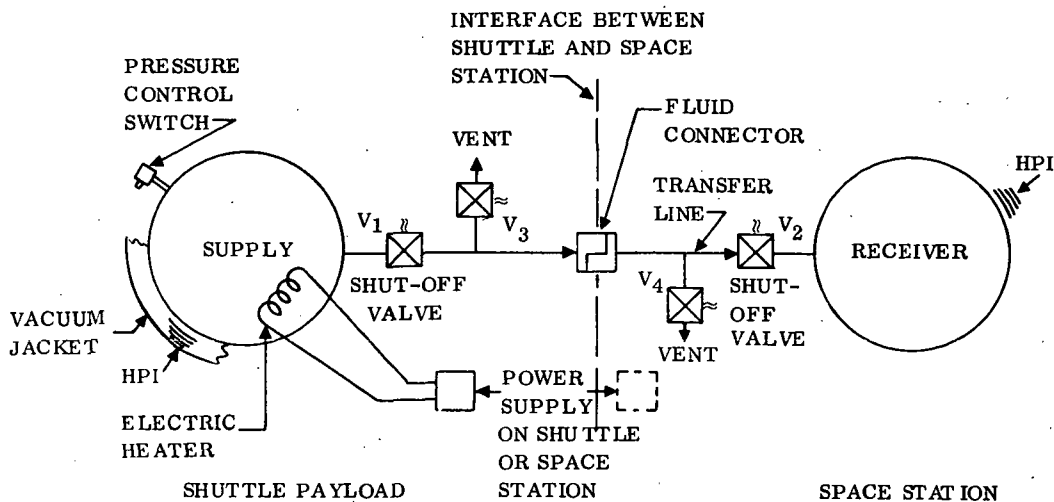 INTERFACE BETWEEN
SHUTTLE AND SPACE
STATION
PRESSURE
CONTROL
SWITCH
FLUID
CONNECTOR
VENT
HPI
TRANSFER
LINE
V1
V3
V2
SUPPLY
RECEIVER
SHUT-OFF
VALVE
V4
SHUT-
OFF
VALVE
VACUUM
JACKET
VENT
HPI
POWER
SUPPLY
ON SHUTTLE
OR SPACE
STATION
ELECTRIC
HEATER
SHUTTLE PAYLOAD
SPACE STATION